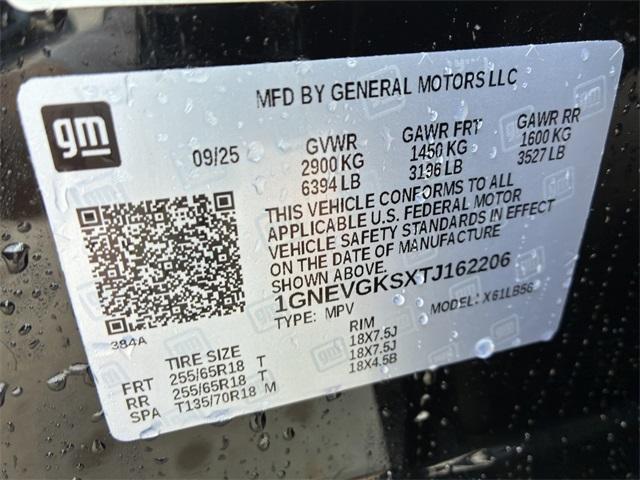 MFD BY GENERAL MOTORS LLC
gm
09/25
GVWR
2900 KG
6394 LB
GAWR FRT
1450 KG
3196 LB
GAWR RR
1600 KG
3527 LB
THIS VEHICLE CONFORMS TO ALL
APPLICABLE U.S. FEDERAL MOTOR
VEHICLE SAFETY STANDARDS IN EFFECT
ON THE DATE OF MANUFACTURE
SHOWN ABOVE.
1GNEVGKSXTJ162206
TYPE: MPV
MODEL: X61LB56
384A
TIRE SIZE
RIM
FRT 255/65R18 T 18X7.5J
RR 255/65R18 T 18X7.5J
SPA T135/70R18 M 18X4.5B